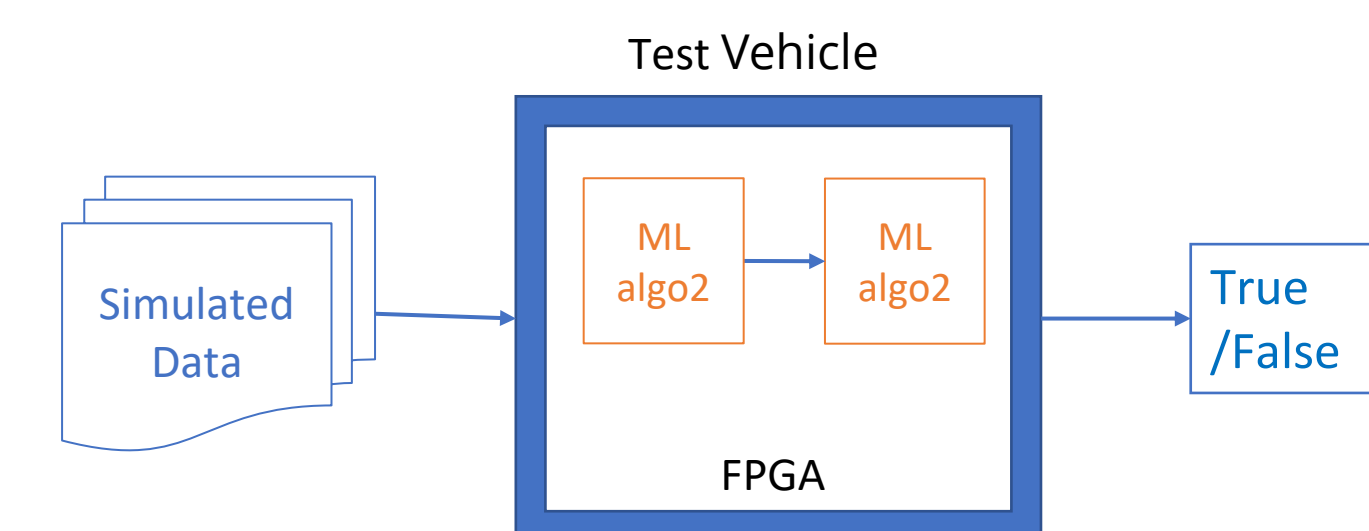 Test Vehicle
Simulated
Data
ML
algo2
ML
algo2
FPGA
True
/False